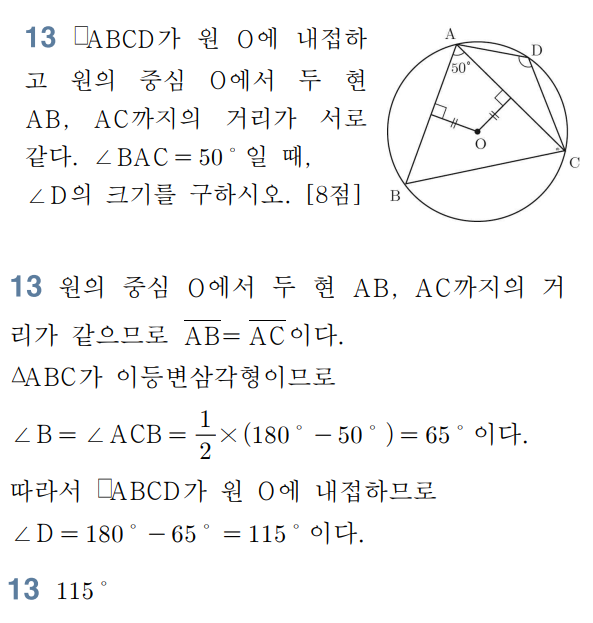 13 □ABCD가 원 O에 내접하
고 원의 중심 O에서 두 현
AB, AC까지의 거리가 서로
같다. ∠BAC=50°일 때,
∠D의 크기를 구하시오. [8점]
A
D
50°
O
C
B
13 원의 중심 O에서 두 현 AB, AC까지의 거
리가 같으므로 \overline{AB}=\overline{AC}이다.
△ABC가 이등변삼각형이므로
∠B=∠ACB=\frac{1}{2}×(180°-50°)=65°이다.
따라서 □ABCD가 원 O에 내접하므로
∠D=180°-65°=115°이다.
13 115°